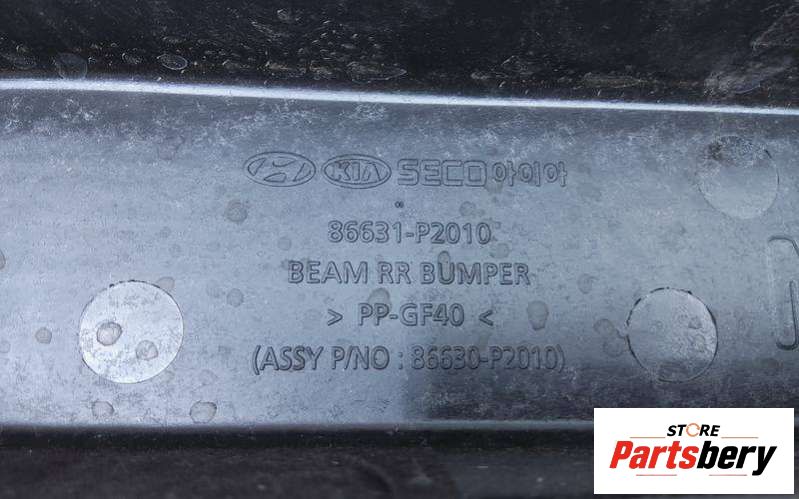 KIA SECO아이아
86631-P2010
BEAM RR BUMPER
> PP-GF40 <
(ASSY P/NO : 86630-P2010)
STORE
Partsbery